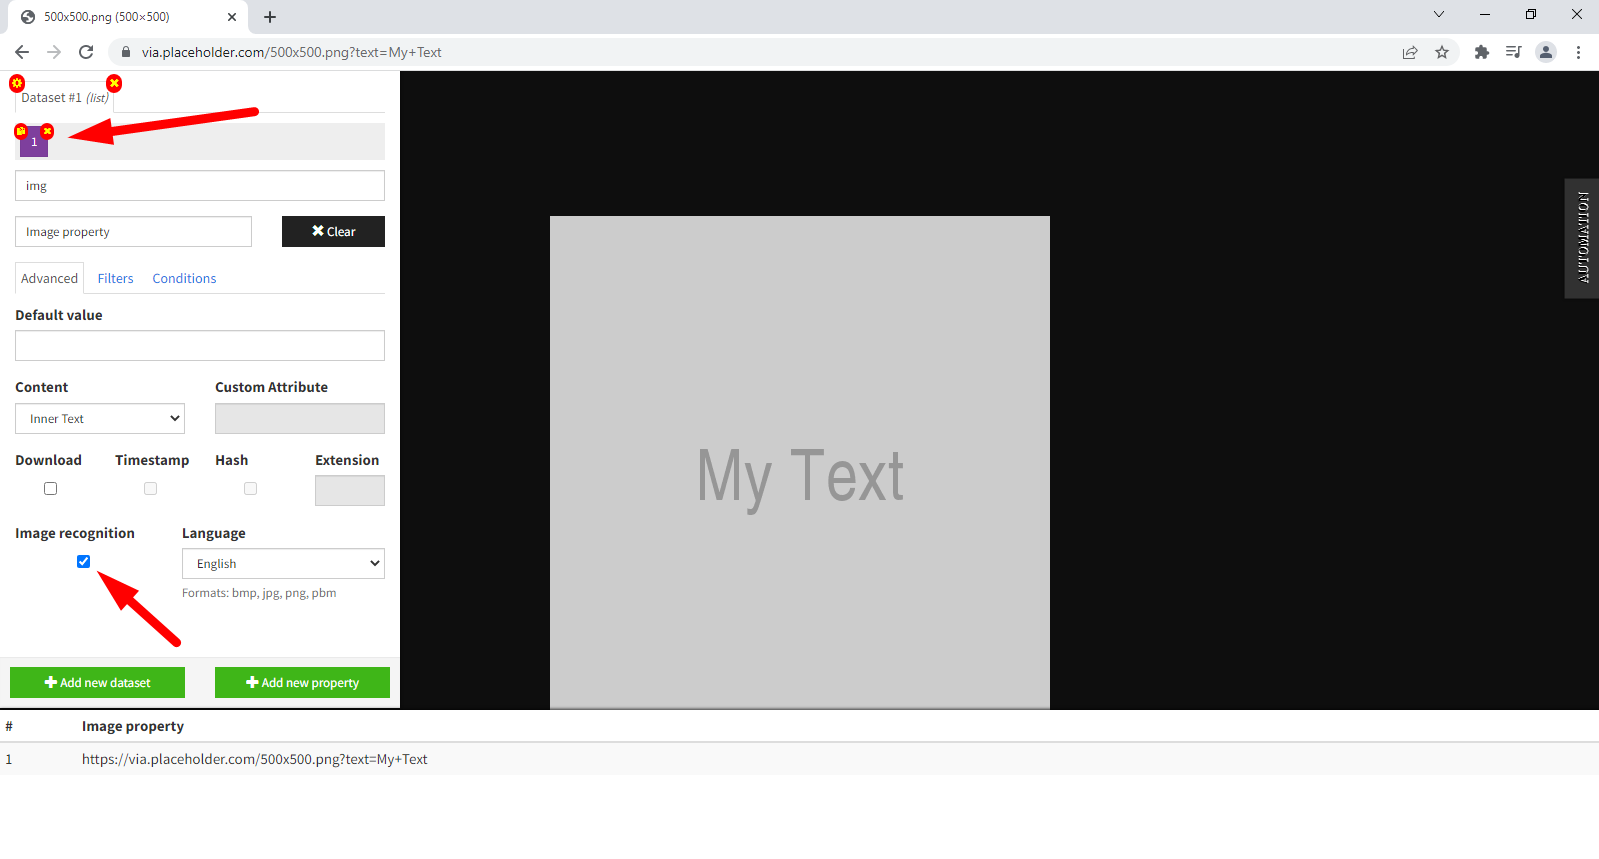 500x500.png (500×500)
via.placeholder.com/500x500.png?text=My+Text
Dataset #1 (list)
1
img
Image property
Clear
Advanced Filters Conditions
Default value
Content Custom Attribute
Inner Text
Download Timestamp Hash Extension
Image recognition Language
English
Formats: bmp, jpg, png, pbm
Add new dataset Add new property
My Text
AUTOMATION
# Image property
1 https://via.placeholder.com/500x500.png?text=My+Text